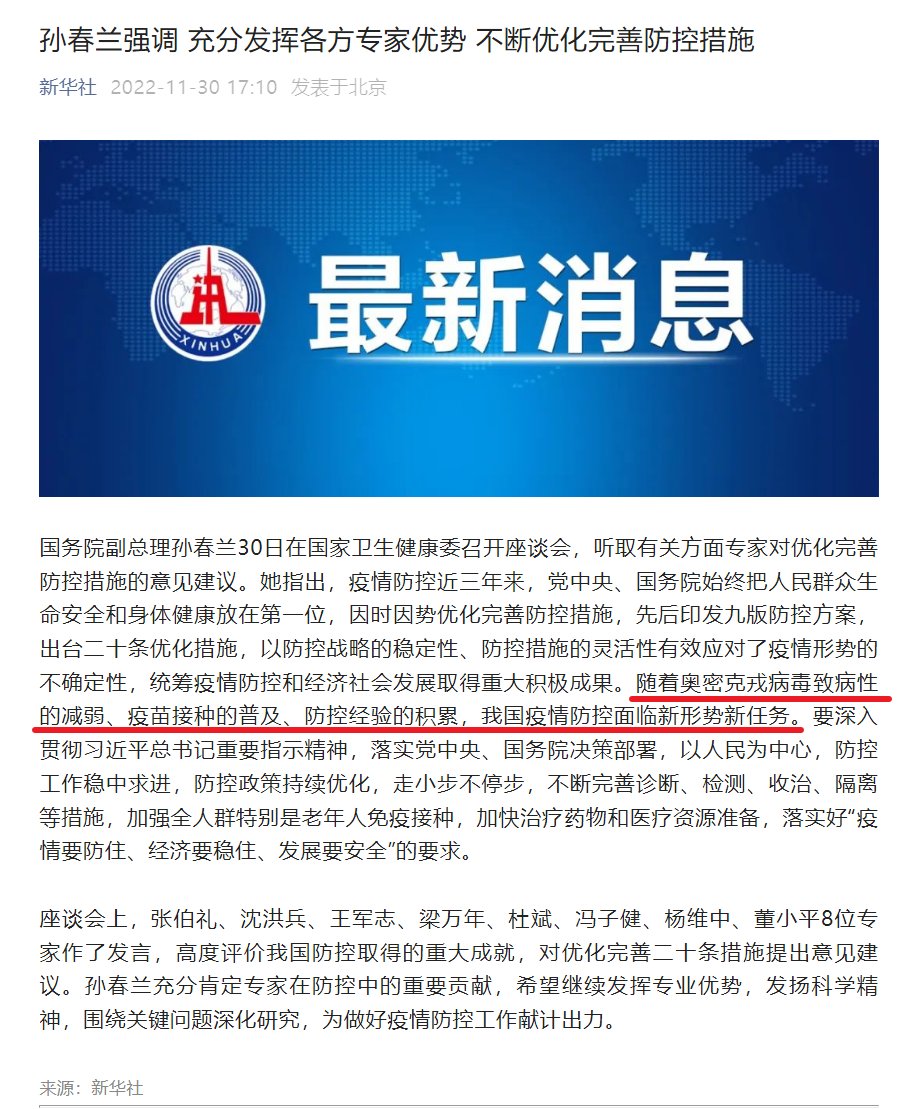 孙春兰强调 充分发挥各方专家优势 不断优化完善防控措施
新华社 2022-11-30 17:10 发表于北京
XINHUA
最新消息
国务院副总理孙春兰30日在国家卫生健康委召开座谈会，听取有关方面专家对优化完善
防控措施的意见建议。她指出，疫情防控近三年来，党中央、国务院始终把人民群众生
命安全和身体健康放在第一位，因时因势优化完善防控措施，先后印发九版防控方案，
出台二十条优化措施，以防控战略的稳定性、防控措施的灵活性有效应对了疫情形势的
不确定性，统筹疫情防控和经济社会发展取得重大积极成果。随着奥密克戎病毒致病性
的减弱、疫苗接种的普及、防控经验的积累，我国疫情防控面临新形势新任务。要深入
贯彻习近平总书记重要指示精神，落实党中央、国务院决策部署，以人民为中心，防控
工作稳中求进，防控政策持续优化，走小步不停步，不断完善诊断、检测、收治、隔离
等措施，加强全人群特别是老年人免疫接种，加快治疗药物和医疗资源准备，落实好“疫
情要防住、经济要稳住、发展要安全”的要求。
座谈会上，张伯礼、沈洪兵、王军志、梁万年、杜斌、冯子健、杨维中、董小平8位专
家作了发言，高度评价我国防控取得的重大成就，对优化完善二十条措施提出意见建
议。孙春兰充分肯定专家在防控中的重要贡献，希望继续发挥专业优势，发扬科学精
神，围绕关键问题深化研究，为做好疫情防控工作献计出力。
来源：新华社